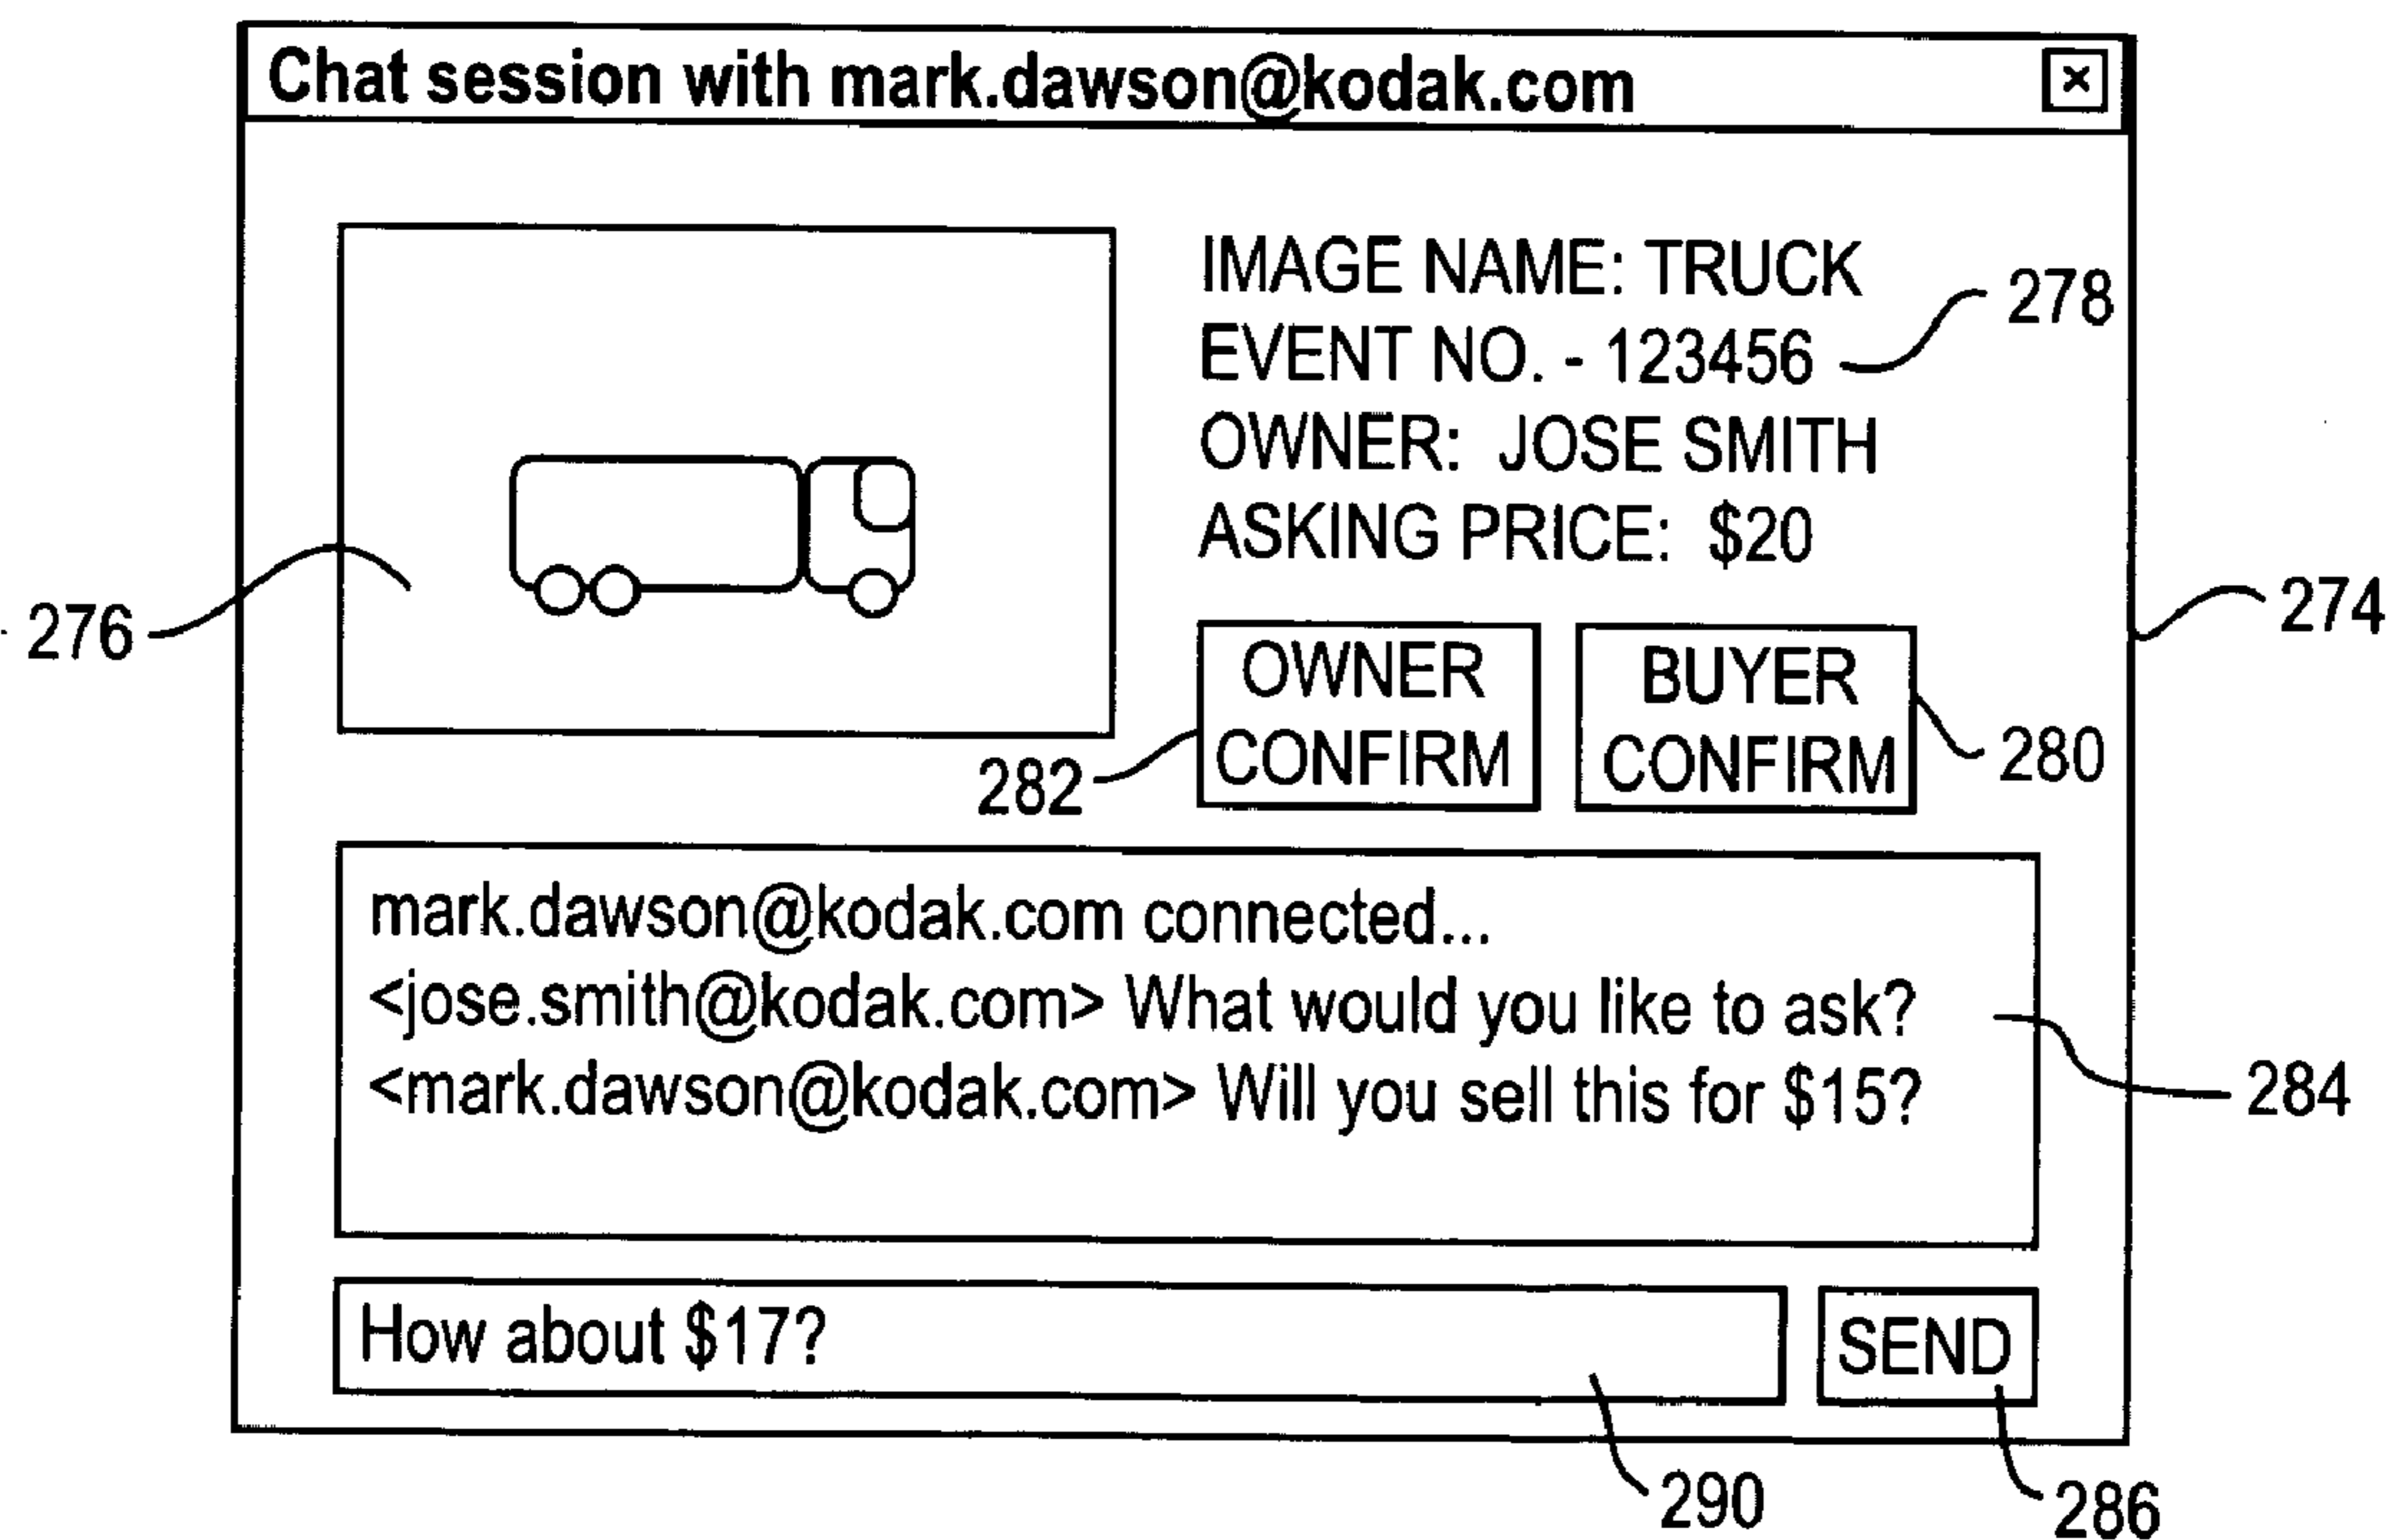 Chat session with mark.dawson@kodak.com
x
IMAGE NAME: TRUCK
278
EVENT NO. - 123456
OWNER: JOSE SMITH
ASKING PRICE: $20
276
274
OWNER
CONFIRM
BUYER
CONFIRM
282
280
mark.dawson@kodak.com connected...
<jose.smith@kodak.com> What would you like to ask?
<mark.dawson@kodak.com> Will you sell this for $15?
284
How about $17?
SEND
290
286